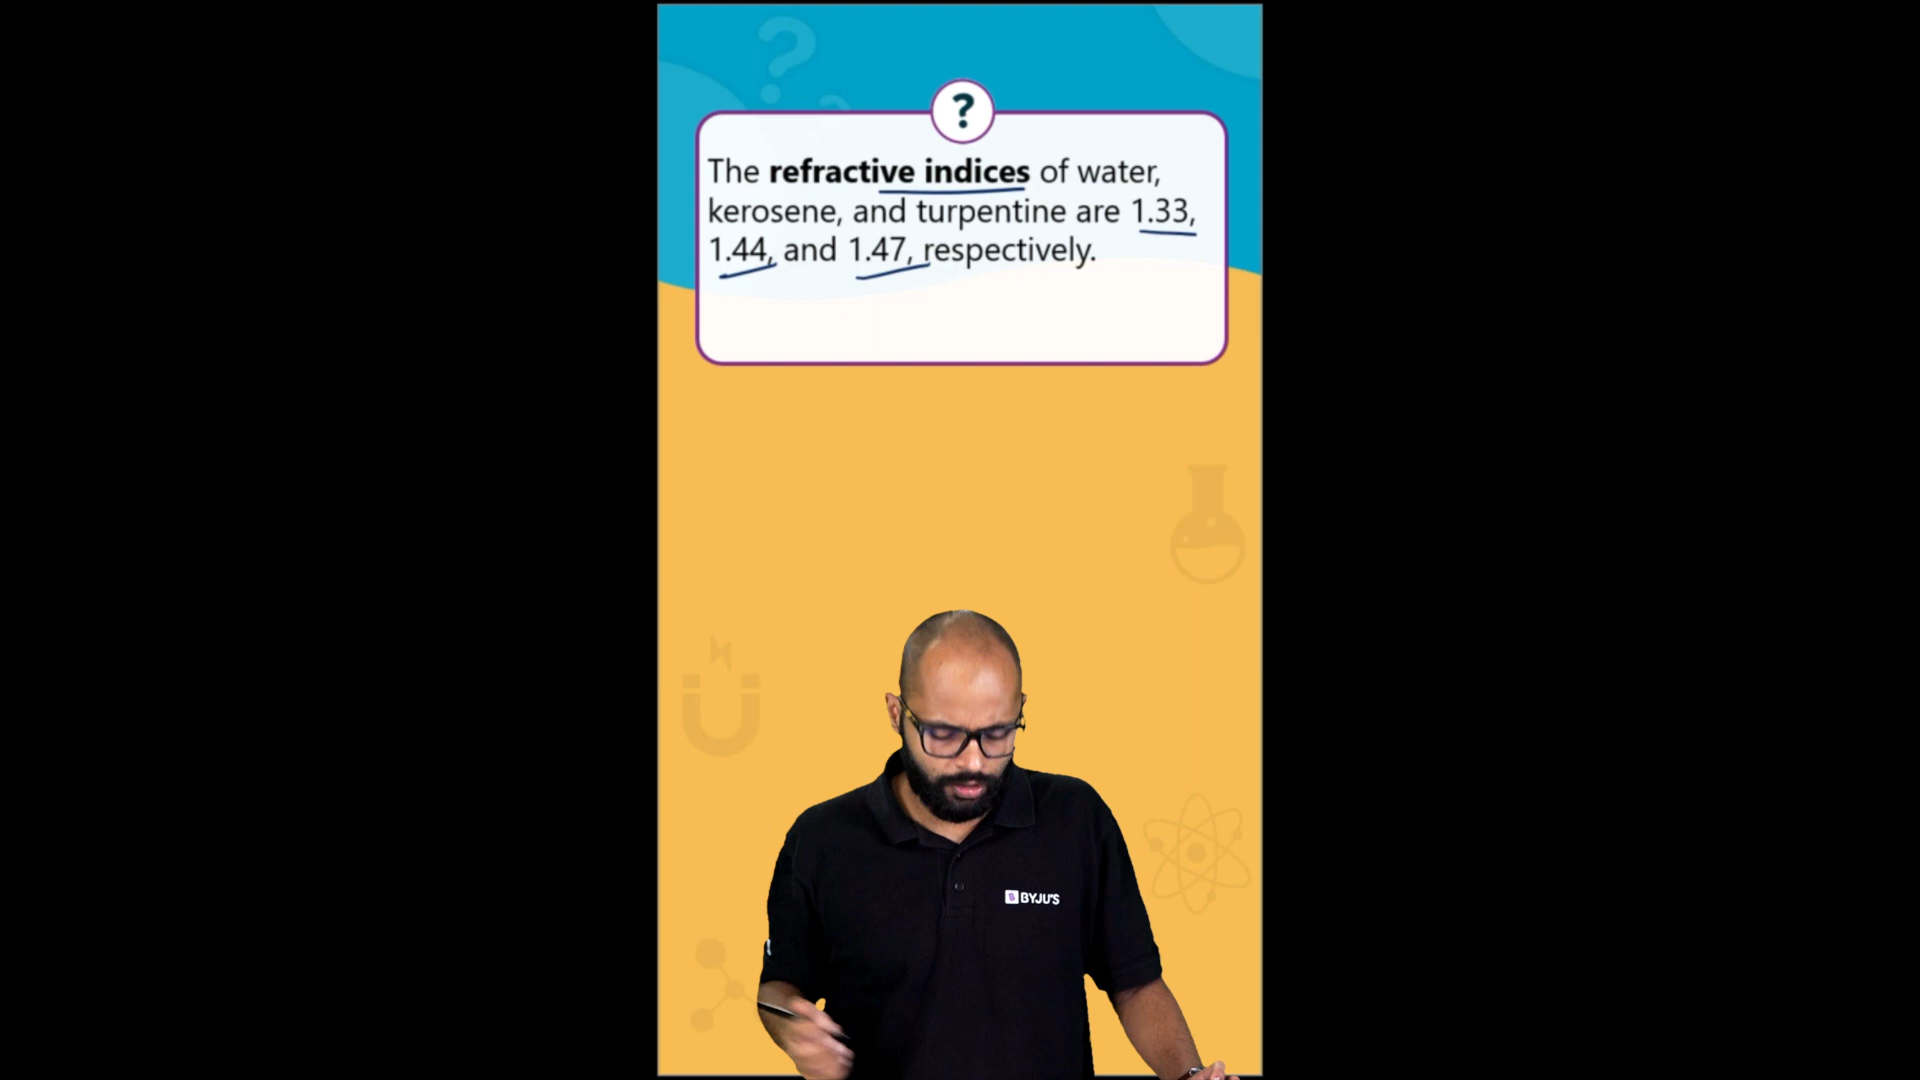 ?
The refractive indices of water,
kerosene, and turpentine are 1.33,
1.44, and 1.47, respectively.
BYJU'S